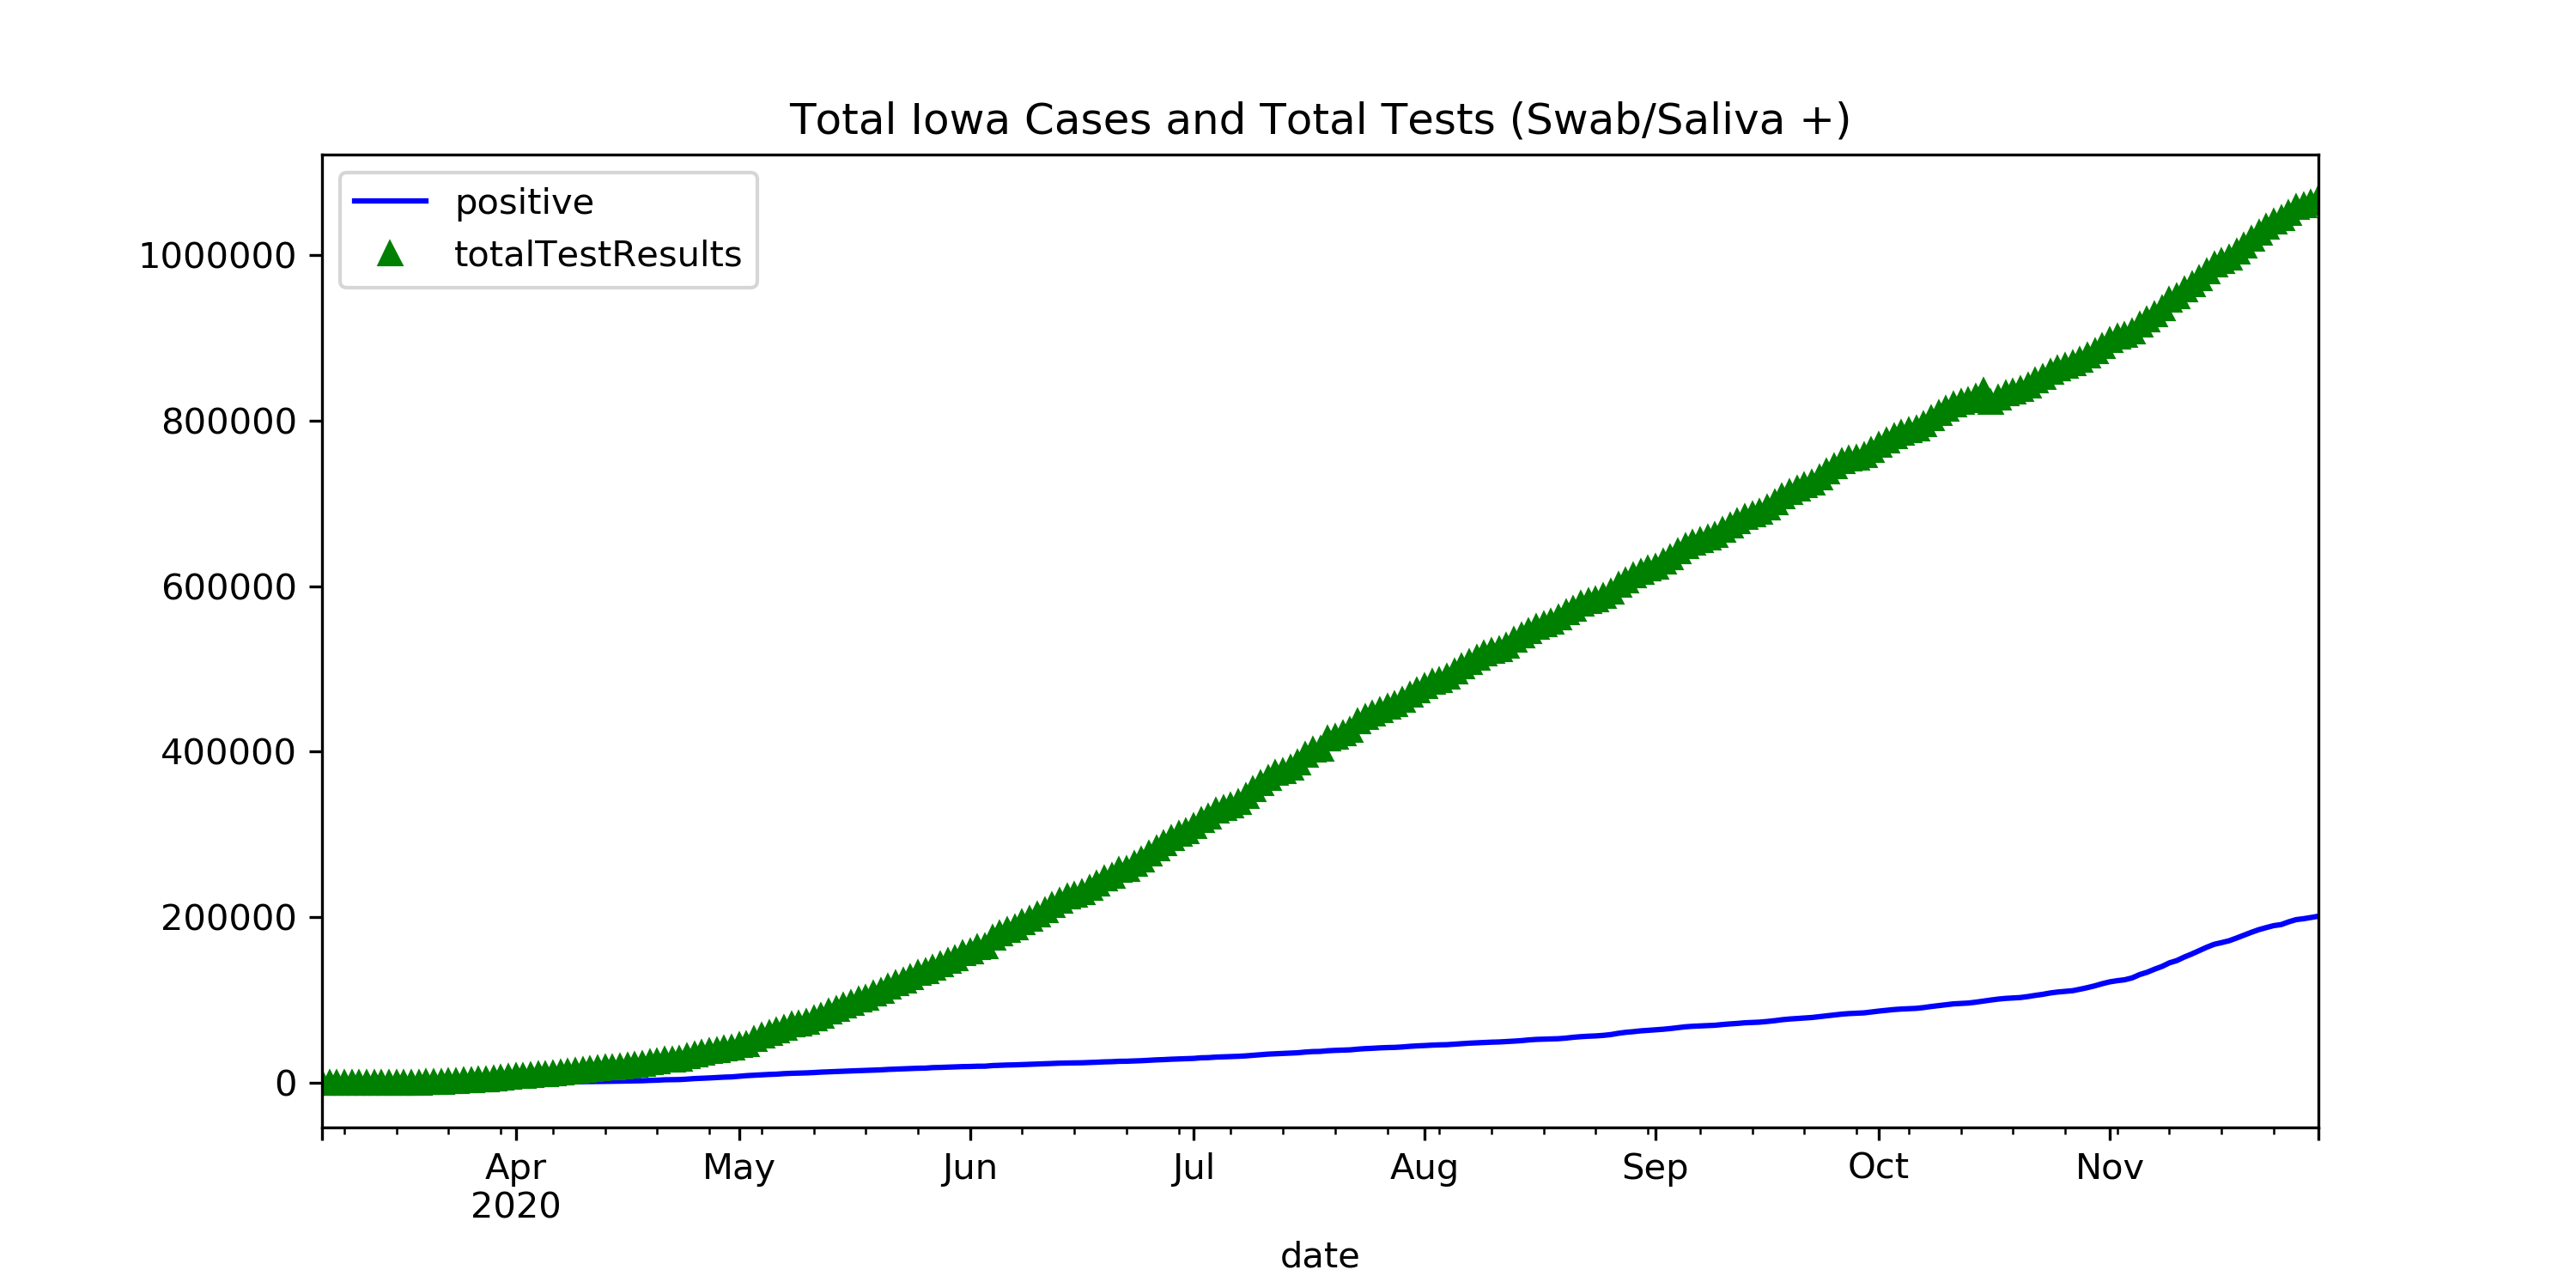 Total Iowa Cases and Total Tests (Swab/Saliva +)
positive
totalTestResults
1000000
800000
600000
400000
200000
0
Apr May Jun Jul Aug Sep Oct Nov
2020
date